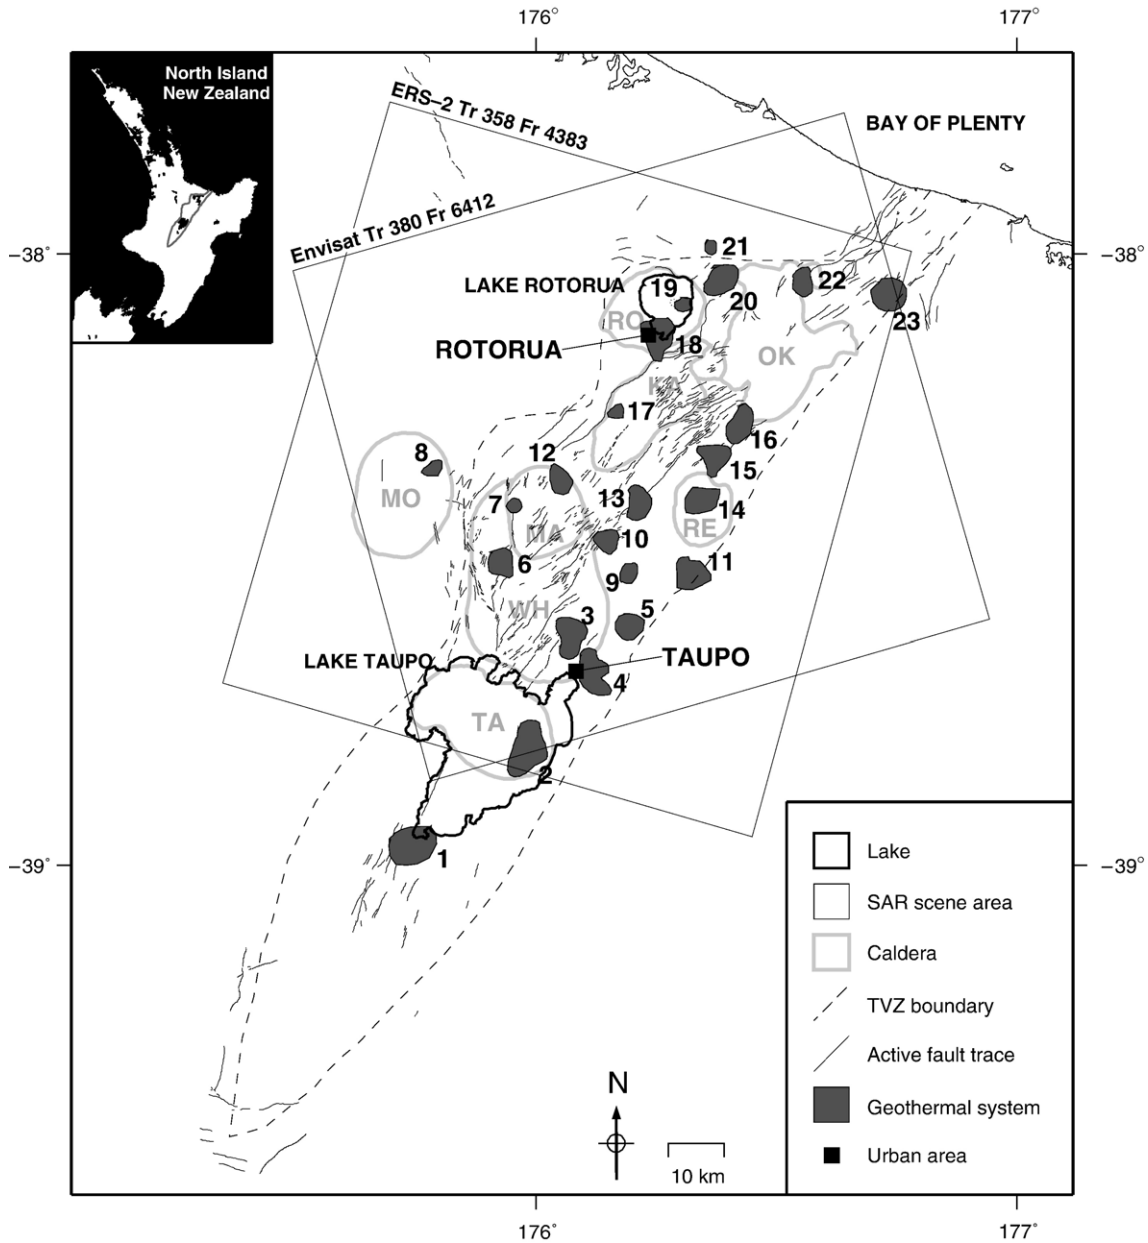 176° 177°
North Island
New Zealand
ERS–2 Tr 358 Fr 4383
BAY OF PLENTY
Envisat Tr 380 Fr 6412
–38° –38°
21
LAKE ROTORUA 19 20 22
23
RO
ROTORUA 18
OK
KA
17
16
12
8
15
MO
7 13 14
MA 10 RE
6 9 11
WH
3 5
LAKE TAUPO TAUPO
4
TA
2
1
–39° –39°
Lake
SAR scene area
Caldera
TVZ boundary
Active fault trace
Geothermal system
Urban area
N
10 km
176° 177°